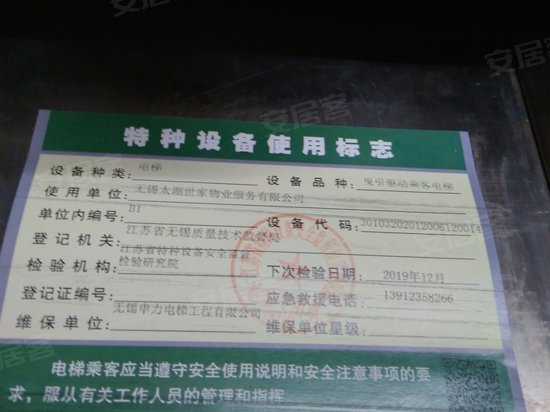 安居客
安居客
特种设备使用标志
设备种类: 电梯 设备品种: 曳引驱动乘客电梯
使用单位: 无锡太湖世家物业服务有限公司
单位内编号: B1 设备代码: 30103202012006120014
登记机关: 江苏省无锡质量技术监督局
检验机构: 江苏省特种设备安全监督检验研究院 下次检验日期: 2019年12月
登记证编号: 应急救援电话: 13912358266
维保单位: 无锡申力电梯工程有限公司 维保单位星级:
电梯乘客应当遵守安全使用说明和安全注意事项的要
求，服从有关工作人员的管理和指挥